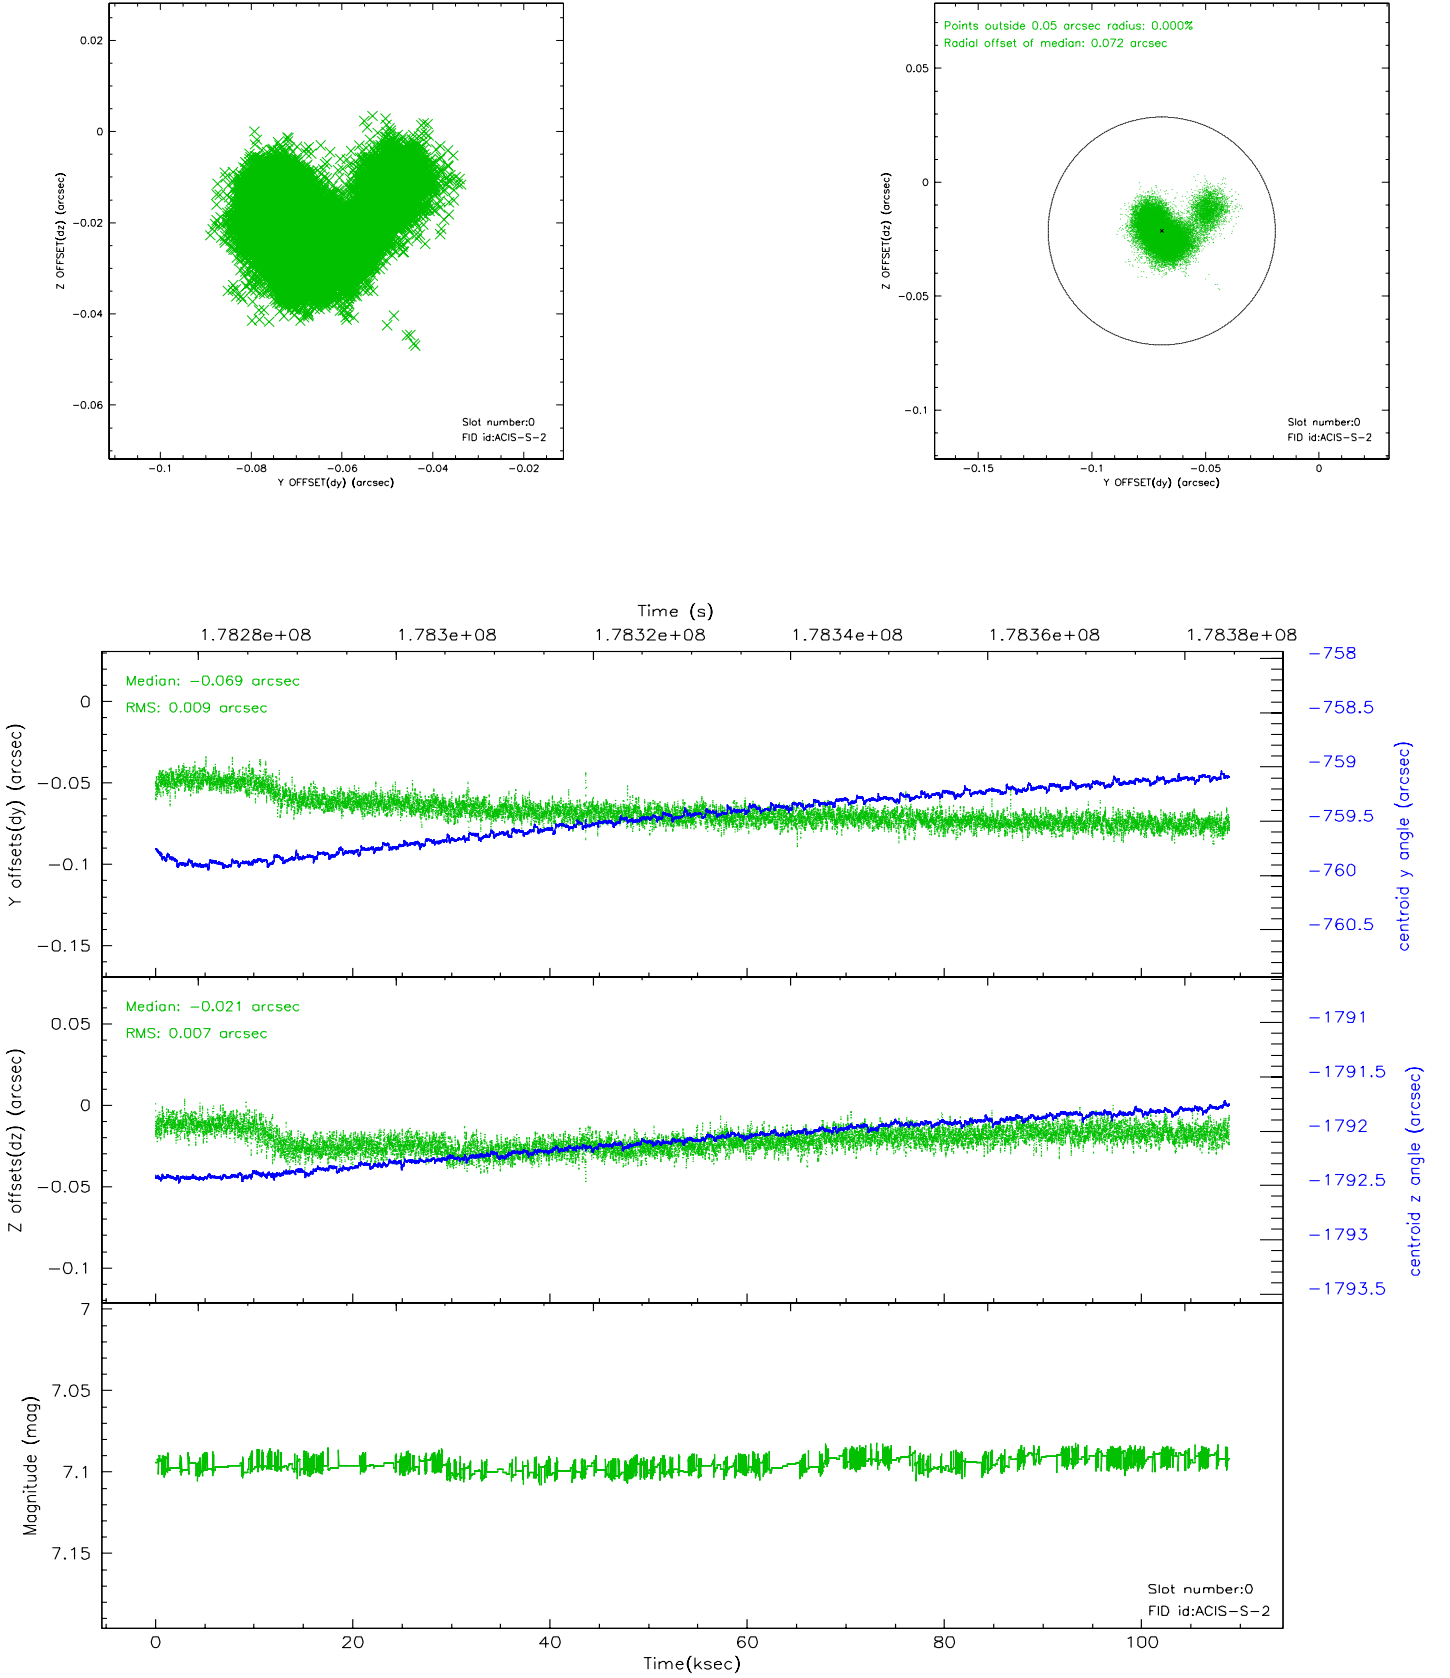 0.02
0
−0.02
−0.04
−0.06
Z OFFSET(dz) (arcsec)
−0.1
−0.08
−0.06
−0.04
−0.02
Y OFFSET(dy) (arcsec)
Slot number:0
FID id:ACIS−S−2
Points outside 0.05 arcsec radius: 0.000%
Radial offset of median: 0.072 arcsec
0.05
0
−0.05
−0.1
Z OFFSET(dz) (arcsec)
−0.15
−0.1
−0.05
0
Y OFFSET(dy) (arcsec)
Slot number:0
FID id:ACIS−S−2
Time (s)
1.7828e+08
1.783e+08
1.7832e+08
1.7834e+08
1.7836e+08
1.7838e+08
Median: −0.069 arcsec
RMS: 0.009 arcsec
0
−0.05
−0.1
−0.15
Y offsets(dy) (arcsec)
−758
−758.5
−759
−759.5
−760
−760.5
centroid y angle (arcsec)
Median: −0.021 arcsec
RMS: 0.007 arcsec
0.05
0
−0.05
−0.1
Z offsets(dz) (arcsec)
−1791
−1791.5
−1792
−1792.5
−1793
−1793.5
centroid z angle (arcsec)
7
7.05
7.1
7.15
Magnitude (mag)
Slot number:0
FID id:ACIS−S−2
0
20
40
60
80
100
Time(ksec)